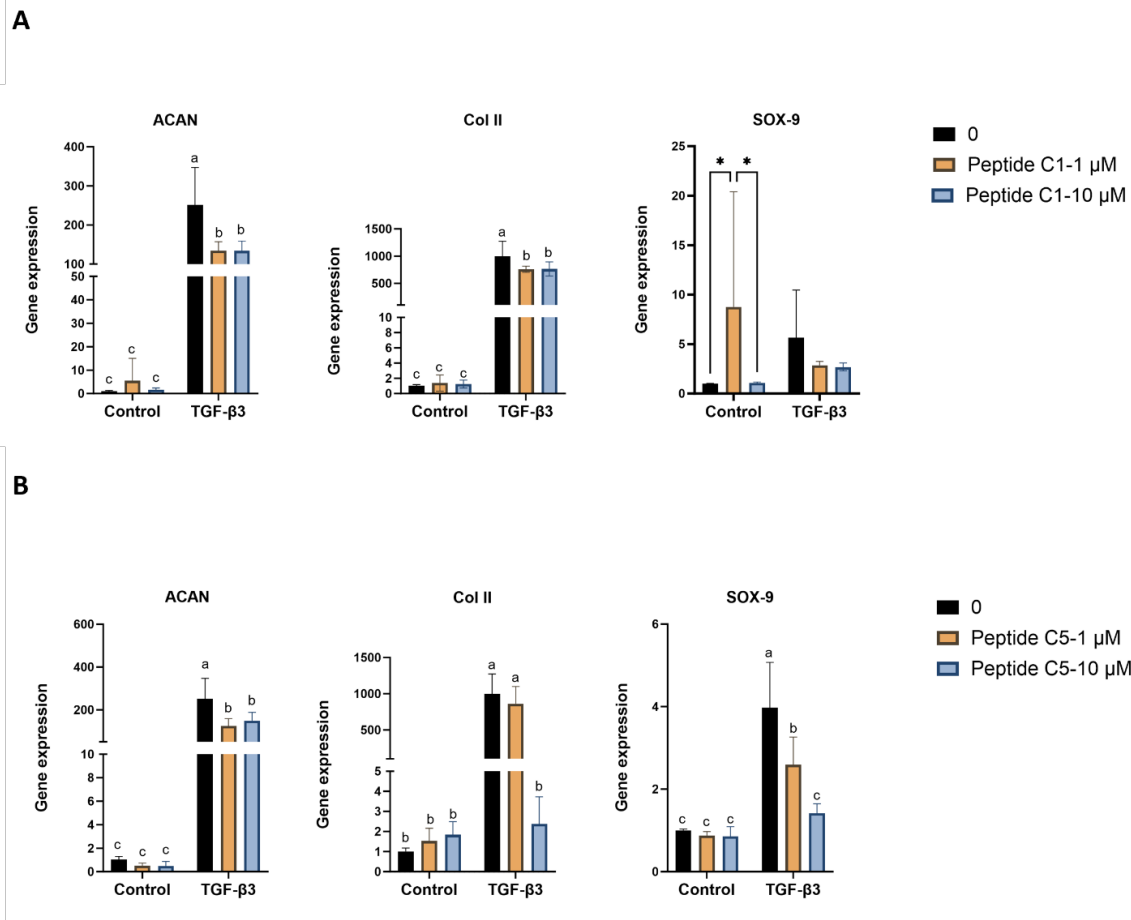 A
ACAN
Gene expression
400
300
200
100
50
40
30
20
10
0
c
c
c
a
b
b
Control
TGF-β3
Col II
Gene expression
1500
1000
500
10
8
6
4
2
0
c
c
c
a
b
b
Control
TGF-β3
SOX-9
Gene expression
25
20
15
10
5
0
*
*
Control
TGF-β3
0
Peptide C1-1 µM
Peptide C1-10 µM
B
ACAN
Gene expression
600
400
200
10
8
6
4
2
0
c
c
c
a
b
b
Control
TGF-β3
Col II
Gene expression
1500
1000
500
5
4
3
2
1
0
b
b
b
a
a
b
Control
TGF-β3
SOX-9
Gene expression
6
4
2
0
c
c
c
a
b
c
Control
TGF-β3
0
Peptide C5-1 µM
Peptide C5-10 µM